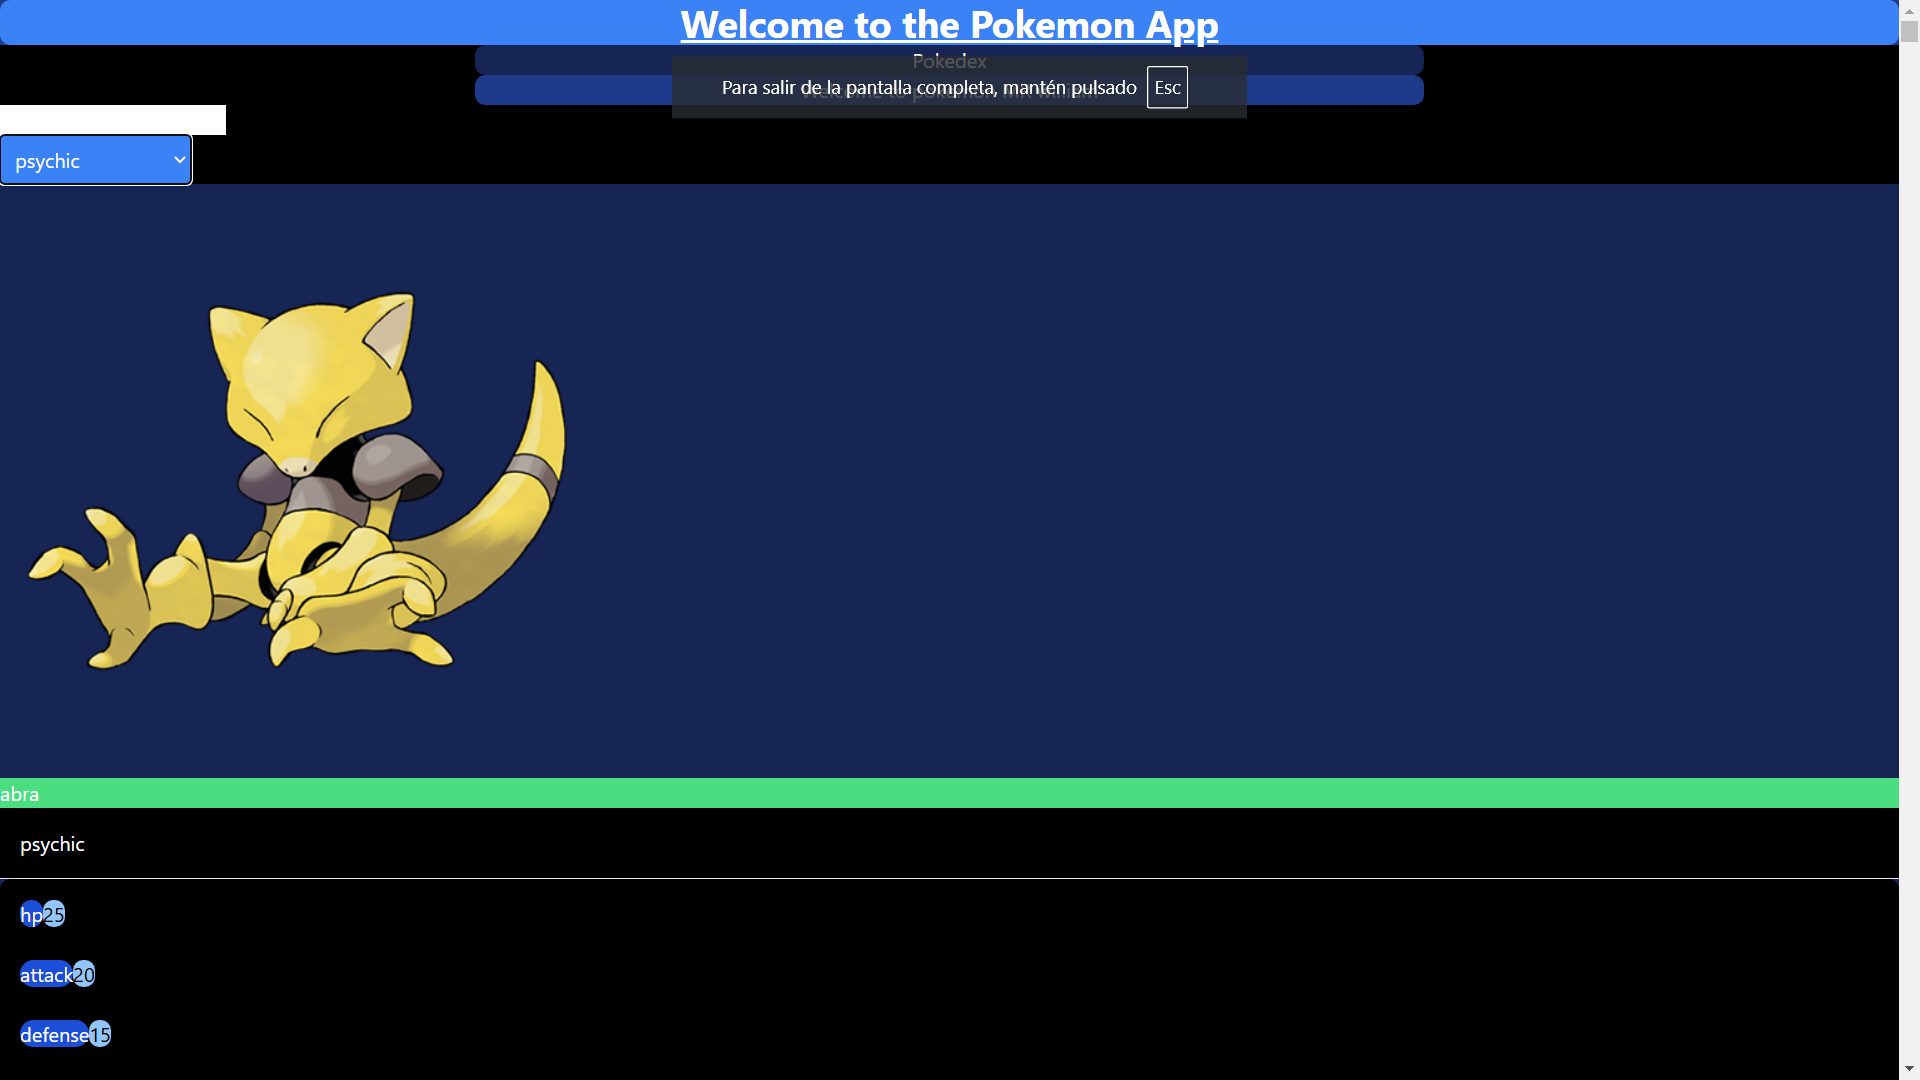 Welcome to the Pokemon App
Pokedex
Para salir de la pantalla completa, mantén pulsado Esc
psychic
abra
psychic
hp25
attack20
defense15